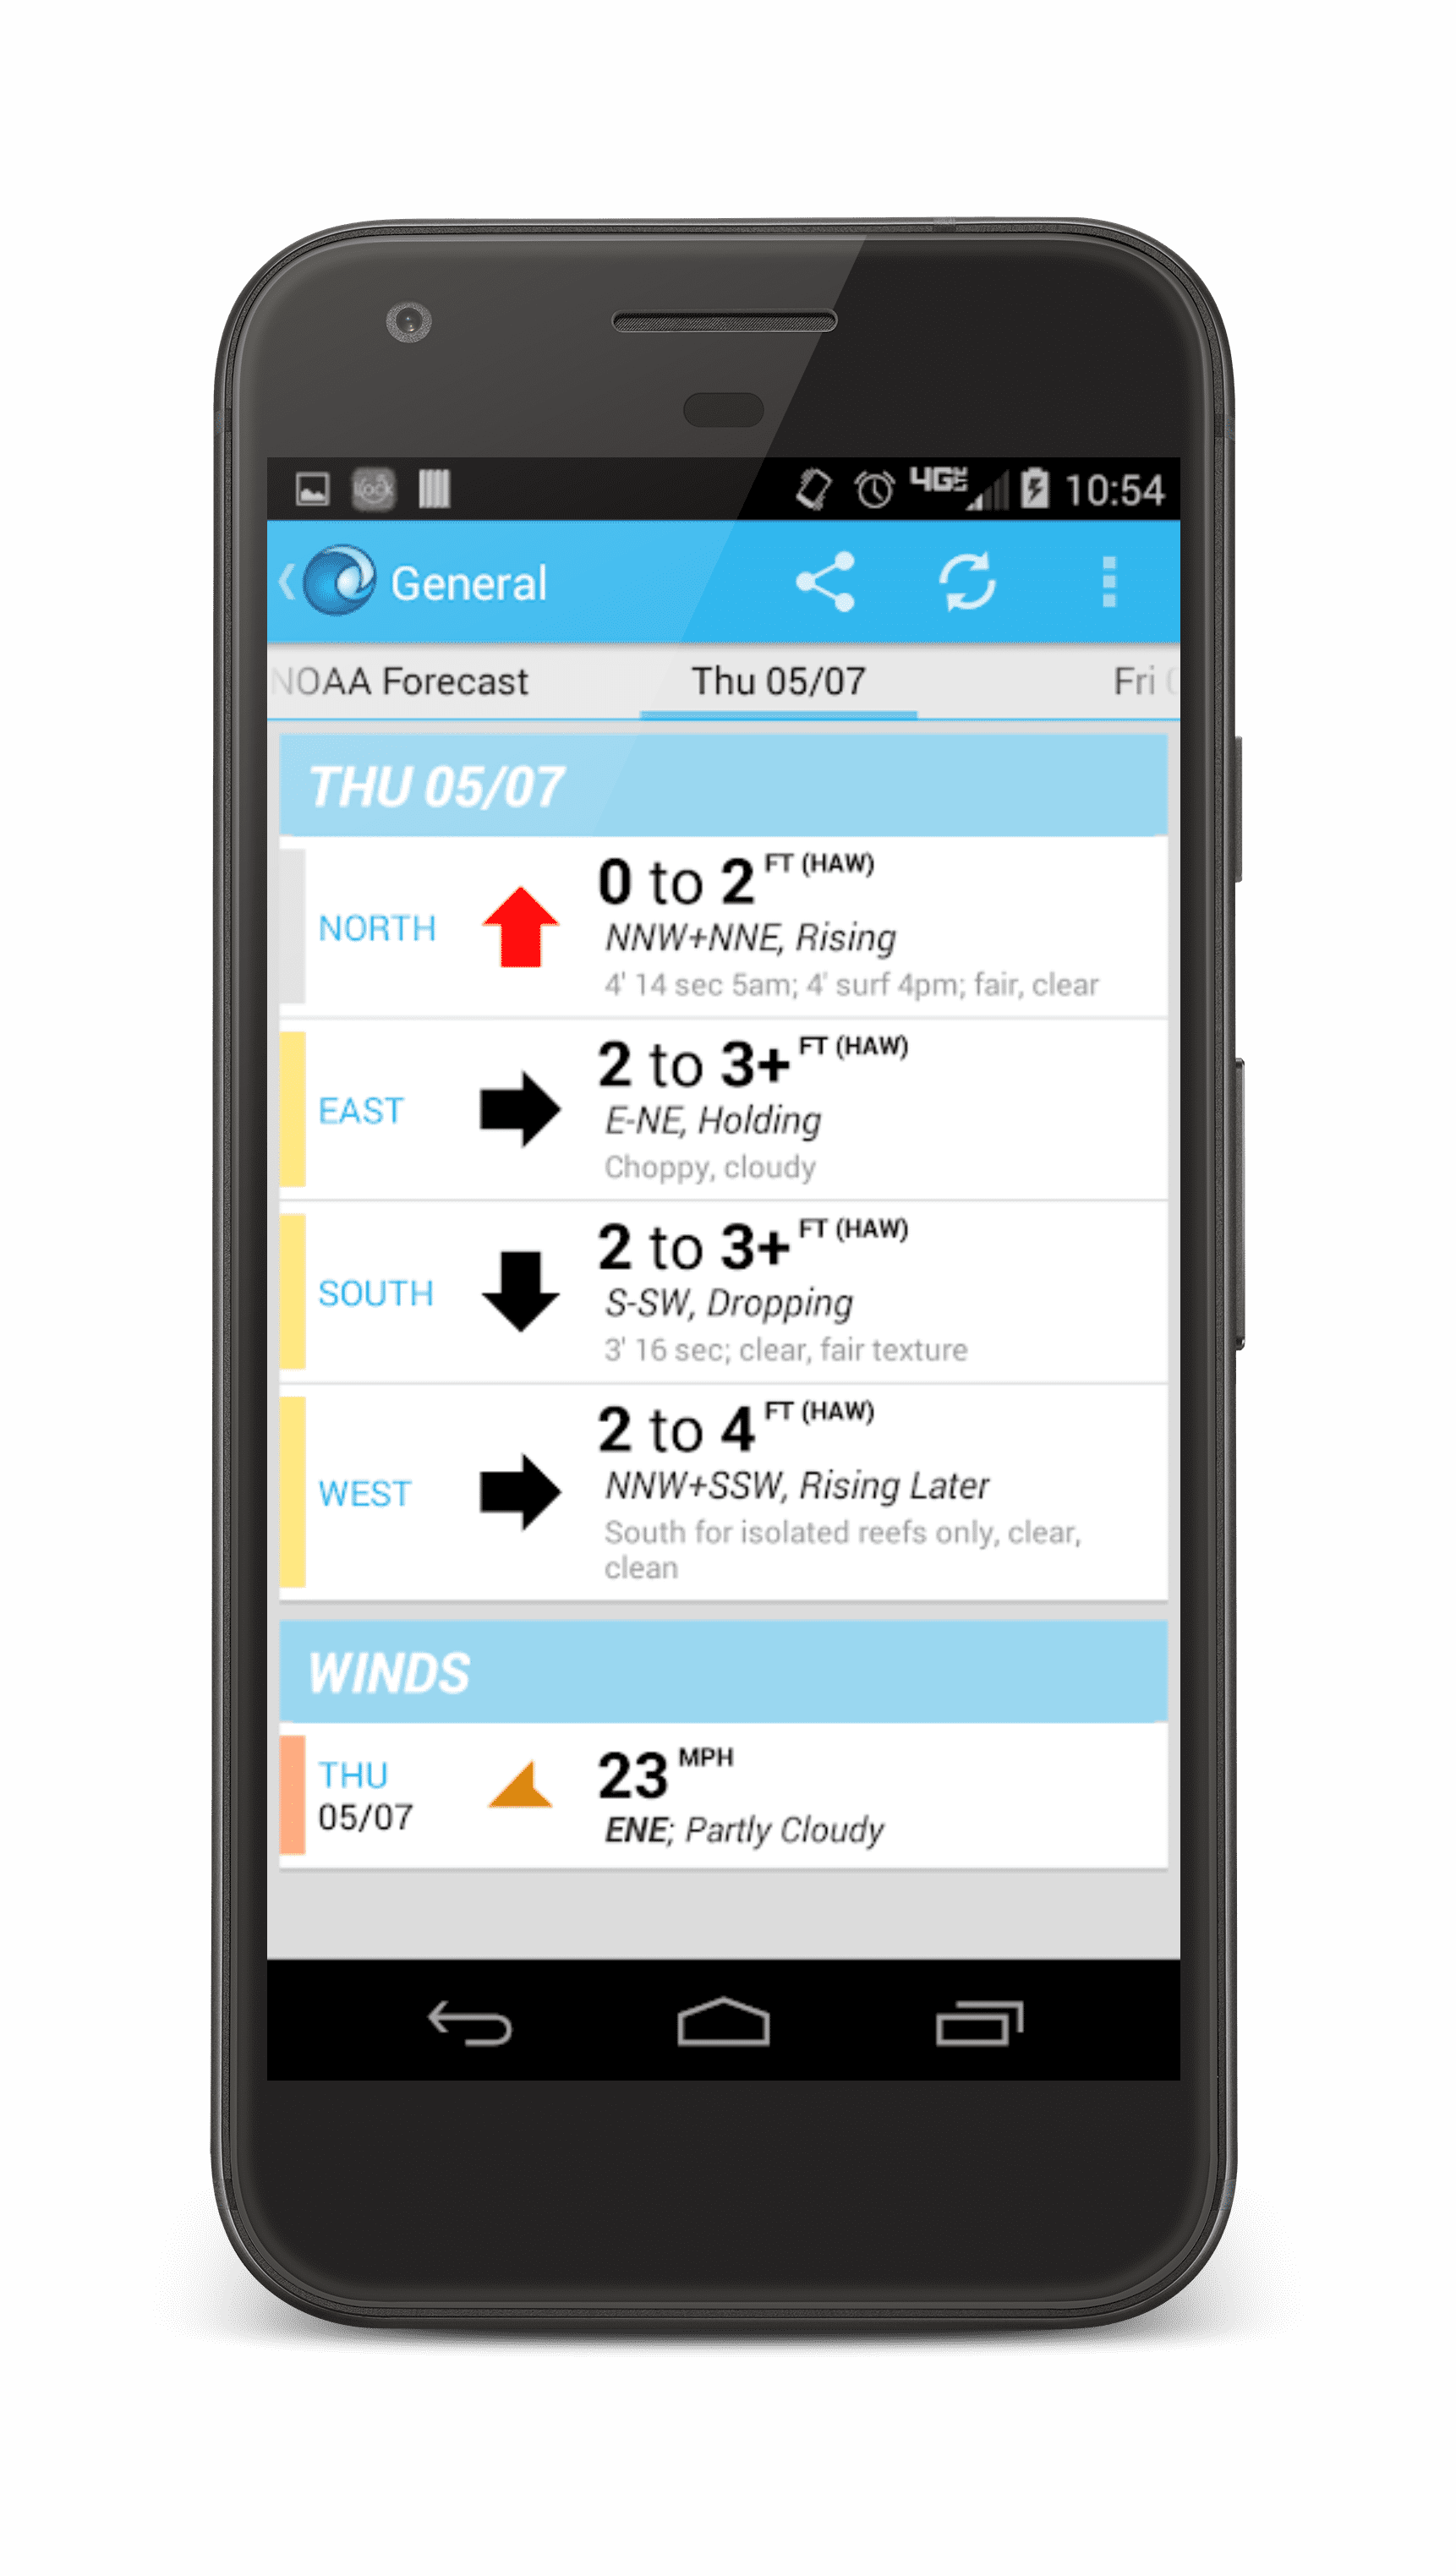 4G LTE 10:54
General
NOAA Forecast Thu 05/07 Fri
THU 05/07
NORTH
0 to 2 FT (HAW)
NNW+NNE, Rising
4' 14 sec 5am; 4' surf 4pm; fair, clear
EAST
2 to 3+ FT (HAW)
E-NE, Holding
Choppy, cloudy
SOUTH
2 to 3+ FT (HAW)
S-SW, Dropping
3' 16 sec; clear, fair texture
WEST
2 to 4 FT (HAW)
NNW+SSW, Rising Later
South for isolated reefs only, clear,
clean
WINDS
THU
05/07
23 MPH
ENE; Partly Cloudy